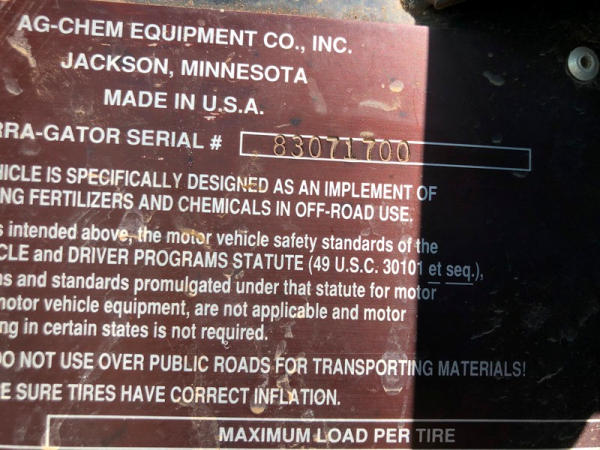 AG-CHEM EQUIPMENT CO., INC.
JACKSON, MINNESOTA
MADE IN U.S.A.
RRA-GATOR SERIAL # 83071700
HICLE IS SPECIFICALLY DESIGNED AS AN IMPLEMENT OF
NG FERTILIZERS AND CHEMICALS IN OFF-ROAD USE.
s intended above, the motor vehicle safety standards of the
CLE and DRIVER PROGRAMS STATUTE (49 U.S.C. 30101 et seq.),
ns and standards promulgated under that statute for motor
motor vehicle equipment, are not applicable and motor
ng in certain states is not required.
DO NOT USE OVER PUBLIC ROADS FOR TRANSPORTING MATERIALS!
E SURE TIRES HAVE CORRECT INFLATION.
MAXIMUM LOAD PER TIRE